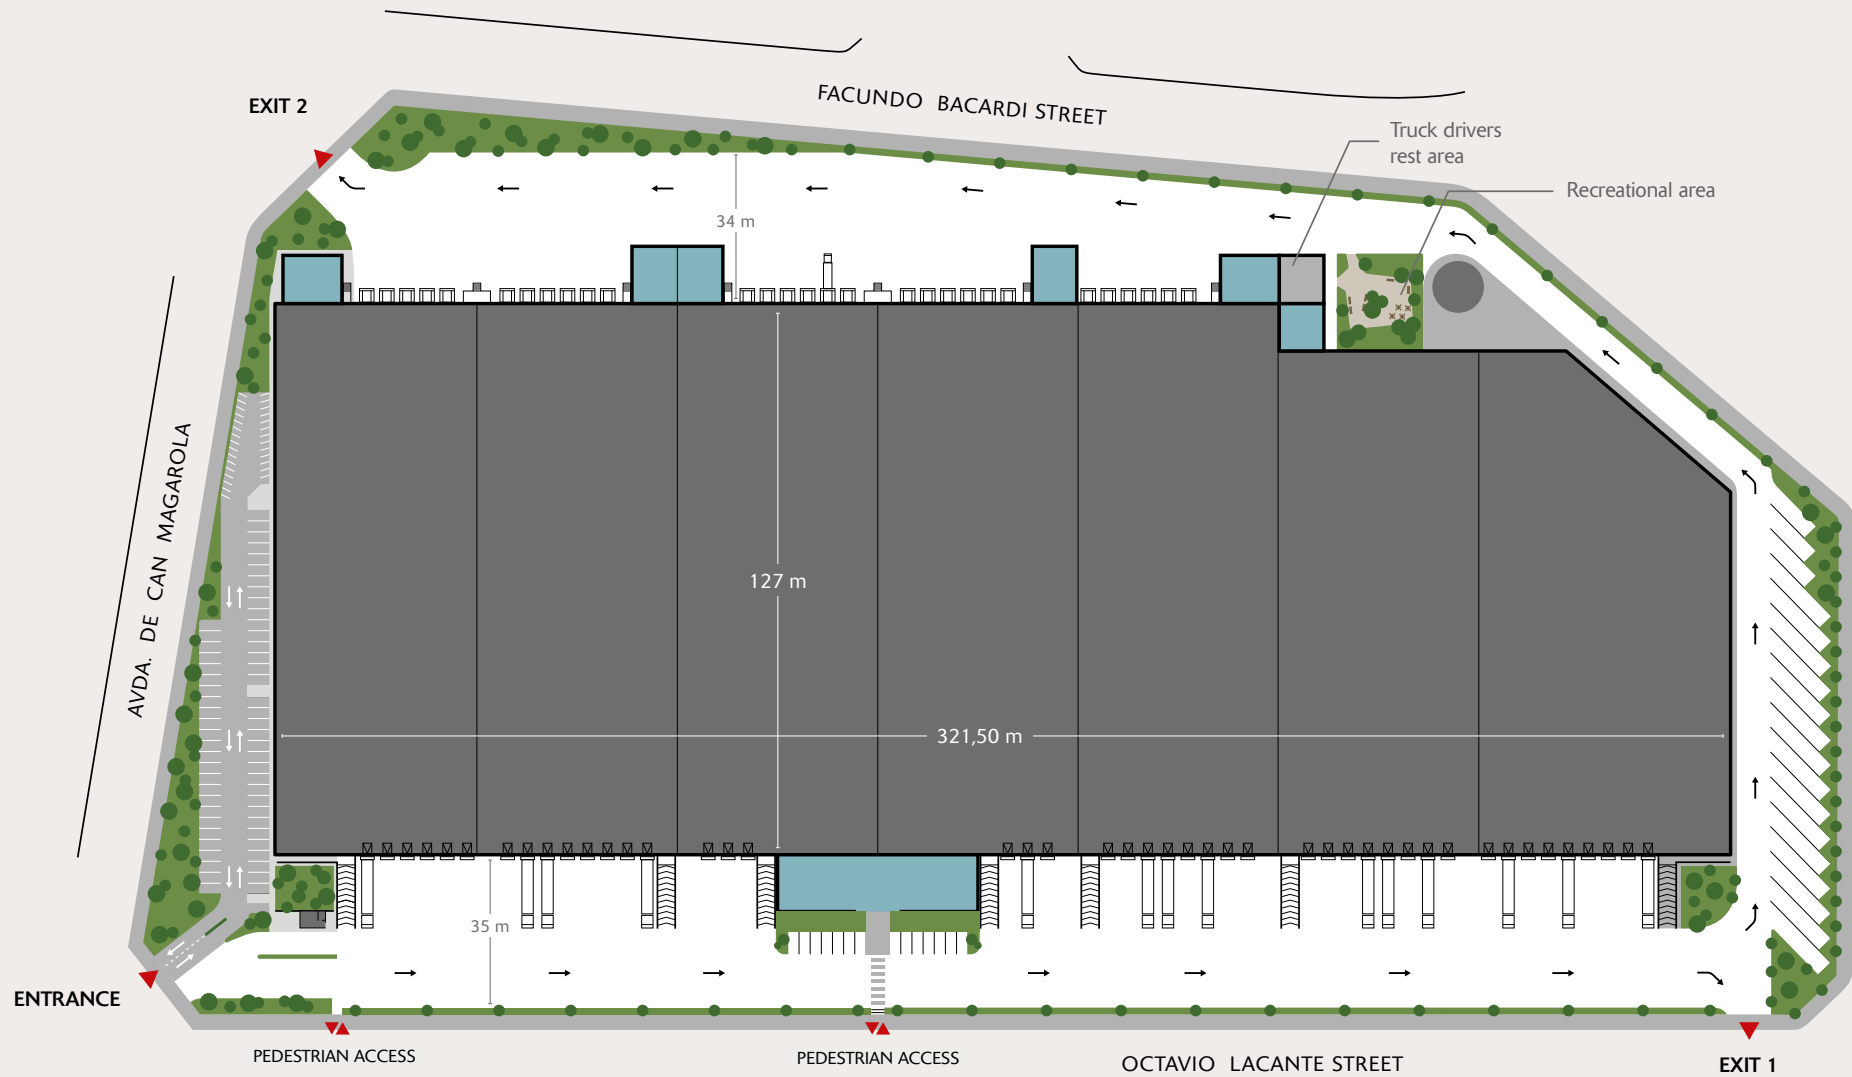 EXIT 2
FACUNDO BACARDI STREET
Truck drivers
rest area
Recreational area
34 m
AVDA. DE CAN MAGAROLA
127 m
321,50 m
35 m
ENTRANCE
PEDESTRIAN ACCESS
PEDESTRIAN ACCESS
OCTAVIO LACANTE STREET
EXIT 1